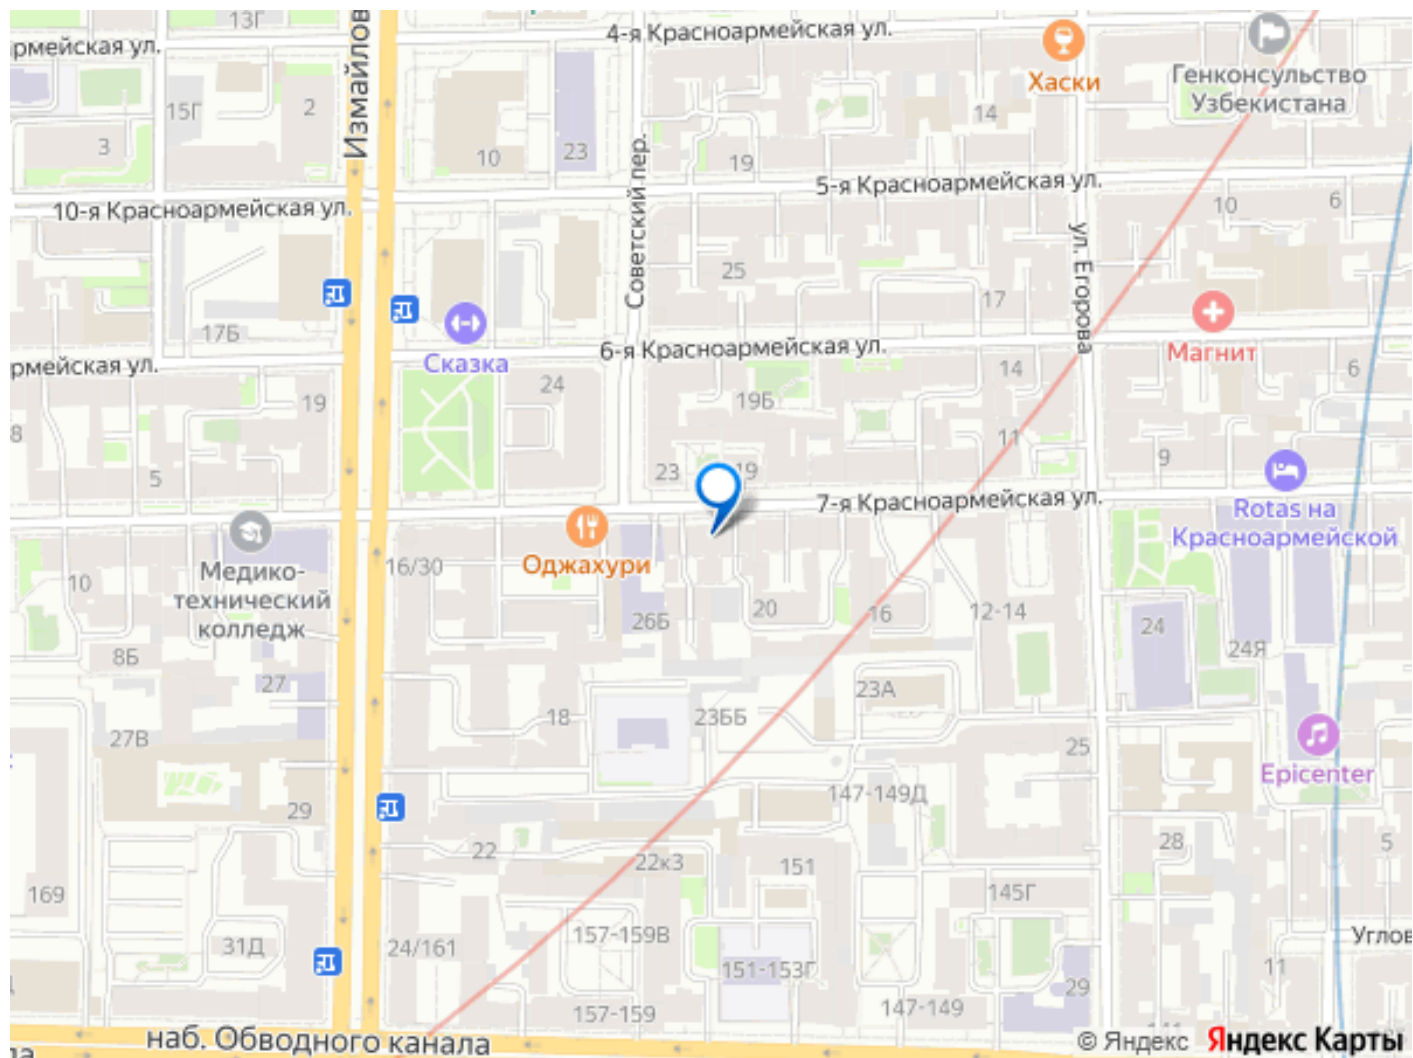 13Г
4-я Красноармейская ул.
рмейская ул.
Измайлов
Хаски
Генконсульство
Узбекистана
15Г
2
14
3
10
23
19
Советский пер.
5-я Красноармейская ул.
10-я Красноармейская ул.
10
6
ул. Егорова
25
17
17Б
Сказка
6-я Красноармейская ул.
Магнит
рмейская ул.
24
14
6
19
19Б
8
11
5
23
19
9
7-я Красноармейская ул.
Rotas на
Красноармейской
Оджахури
16/30
Медико-
технический
колледж
10
26Б
20
16
12-14
24
24Я
8Б
27
23А
18
23ББ
27В
25
Epicenter
29
147-149Д
28
5
22
22к3
151
169
145Г
31Д
24/161
157-159В
151-153Г
Углов
11
29
157-159
147-149
наб. Обводного канала
© Яндекс Яндекс Карты